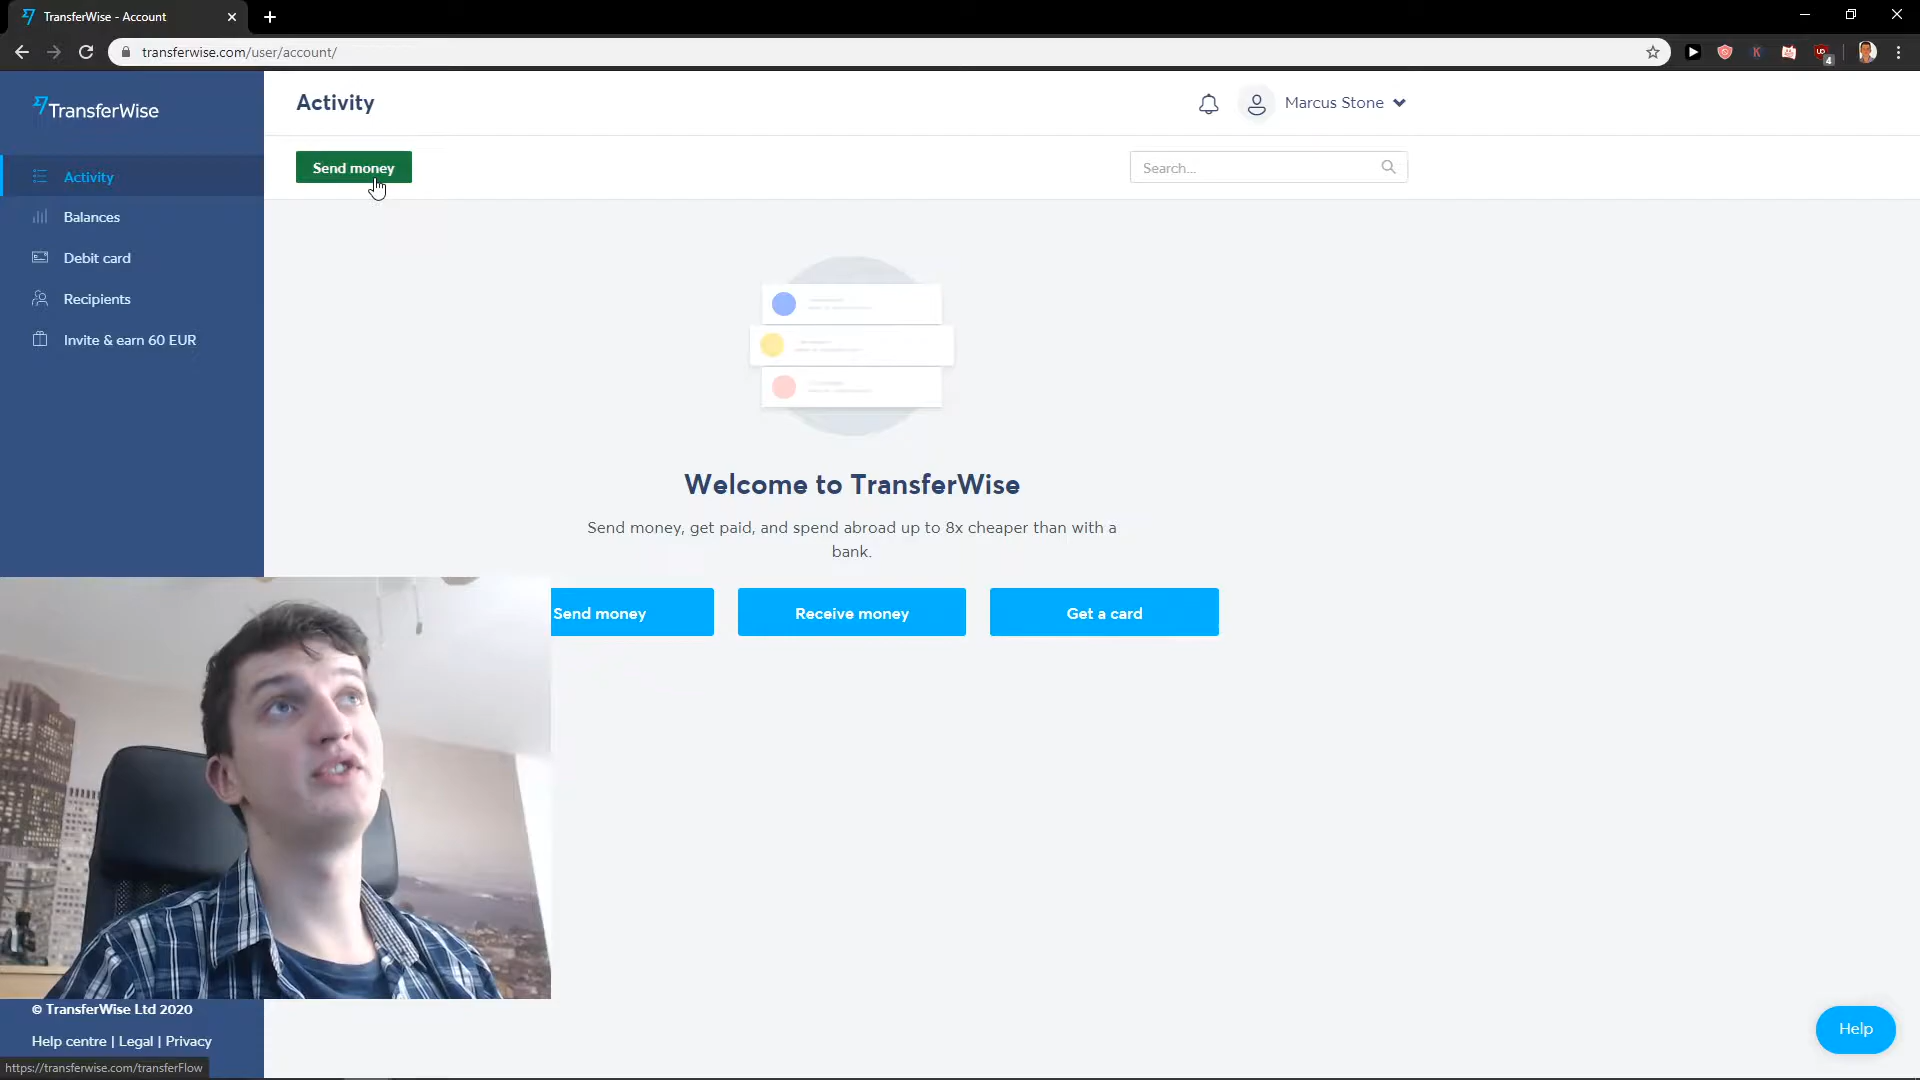 TransferWise - Account
transferwise.com/user/account/
4
TransferWise
Activity
Marcus Stone
Send money
Search...
Activity
Balances
Debit card
Recipients
Invite & earn 60 EUR
Welcome to TransferWise
Send money, get paid, and spend abroad up to 8x cheaper than with a
bank.
Send money
Receive money
Get a card
© TransferWise Ltd 2020
Help centre | Legal | Privacy
Help
https://transferwise.com/transferFlow